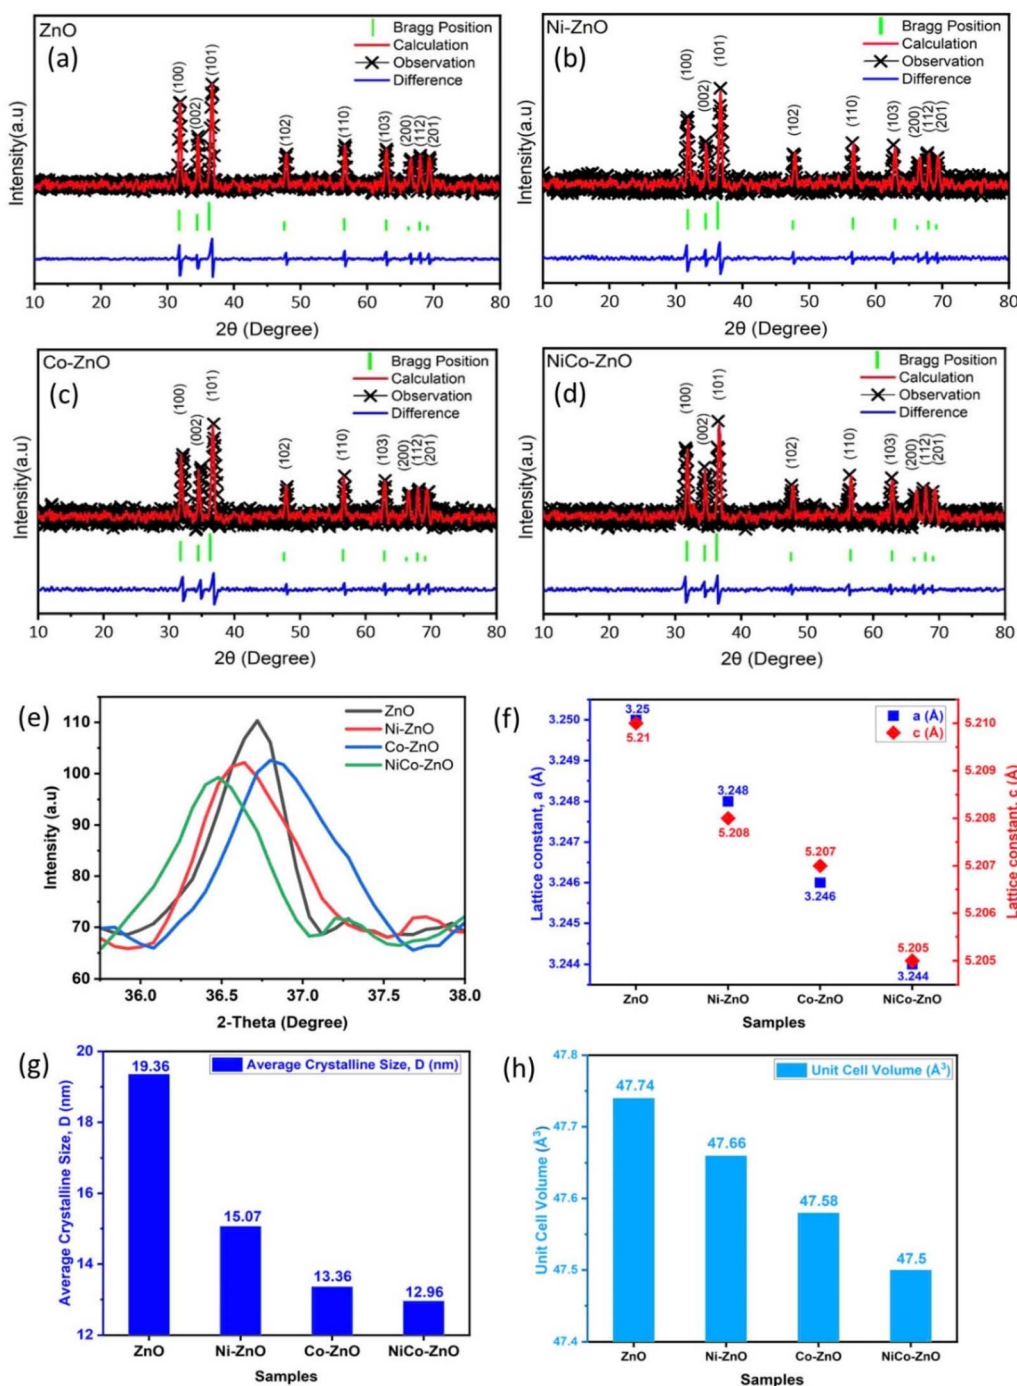 ZnO
(a)
Bragg Position
Calculation
Observation
Difference
(100)
(002)
(101)
(102)
(110)
(103)
(200)
(112)
(201)
Intensity(a.u)
10 20 30 40 50 60 70 80
2θ (Degree)
Ni-ZnO
(b)
Bragg Position
Calculation
Observation
Difference
(100)
(002)
(101)
(102)
(110)
(103)
(200)
(112)
(201)
Intensity(a.u)
10 20 30 40 50 60 70 80
2θ (Degree)
Co-ZnO
(c)
Bragg Position
Calculation
Observation
Difference
(100)
(002)
(101)
(102)
(110)
(103)
(200)
(112)
(201)
Intensity(a.u)
10 20 30 40 50 60 70 80
2θ (Degree)
NiCo-ZnO
(d)
Bragg Position
Calculation
Observation
Difference
(100)
(002)
(101)
(102)
(110)
(103)
(200)
(112)
(201)
Intensity(a.u)
10 20 30 40 50 60 70 80
2θ (Degree)
(e)
ZnO
Ni-ZnO
Co-ZnO
NiCo-ZnO
Intensity (a.u)
110
100
90
80
70
60
36.0 36.5 37.0 37.5 38.0
2-Theta (Degree)
(f)
a (Å)
c (Å)
Lattice constant, a (Å)
3.250
3.249
3.248
3.247
3.246
3.245
3.244
3.25
5.21
3.248
5.208
5.207
3.246
5.205
3.244
5.210
5.209
5.208
5.207
5.206
5.205
Lattice constant, c (Å)
ZnO Ni-ZnO Co-ZnO NiCo-ZnO
Samples
(g)
Average Crystalline Size, D (nm)
Average Crystalline Size, D (nm)
20
18
16
14
12
19.36
15.07
13.36
12.96
ZnO Ni-ZnO Co-ZnO NiCo-ZnO
Samples
(h)
Unit Cell Volume (Å³)
Unit Cell Volume (Å³)
47.8
47.7
47.6
47.5
47.4
47.74
47.66
47.58
47.5
ZnO Ni-ZnO Co-ZnO NiCo-ZnO
Samples